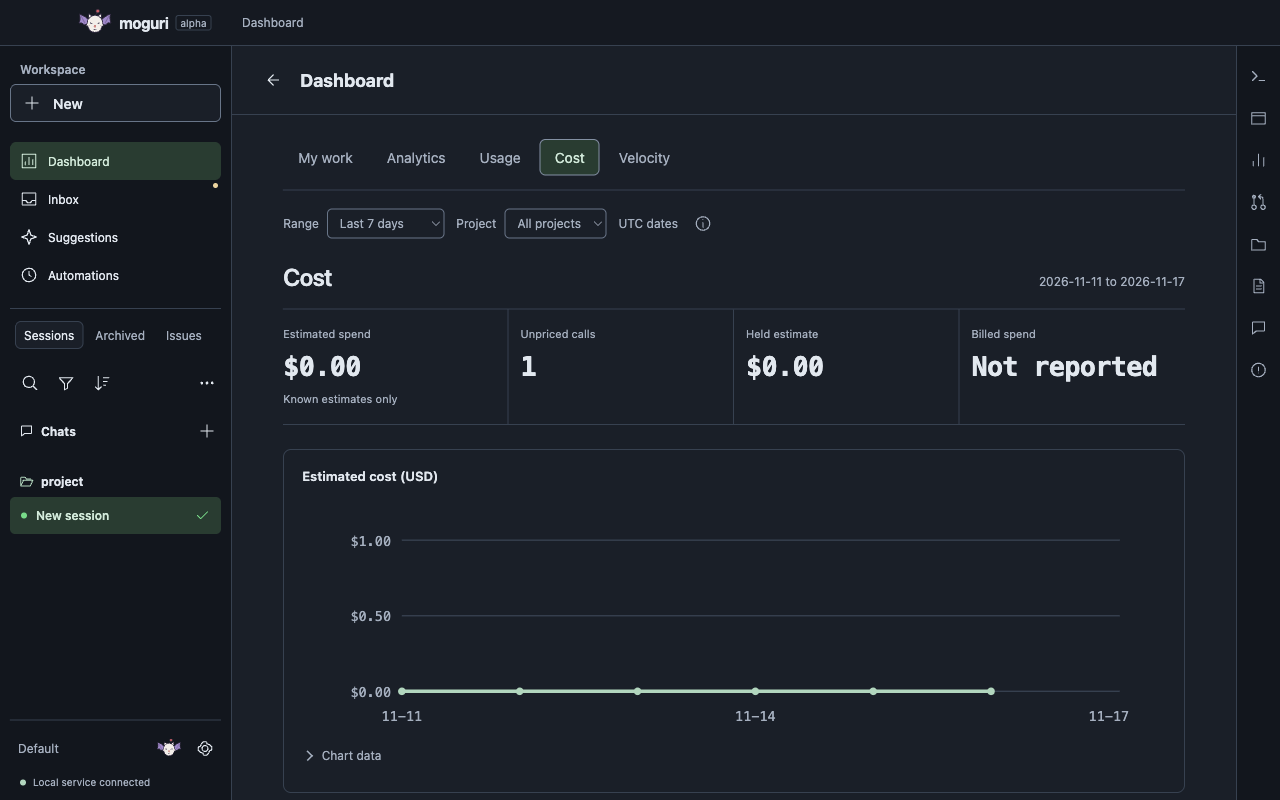 moguri alpha Dashboard
Workspace
New
Dashboard
Inbox
Suggestions
Automations
Sessions Archived Issues
Chats
project
New session
Default
Local service connected
Dashboard
My work Analytics Usage Cost Velocity
Range Last 7 days Project All projects UTC dates
Cost
2026-11-11 to 2026-11-17
Estimated spend
$0.00
Known estimates only
Unpriced calls
1
Held estimate
$0.00
Billed spend
Not reported
Estimated cost (USD)
$1.00
$0.50
$0.00
11–11 11–14 11–17
Chart data